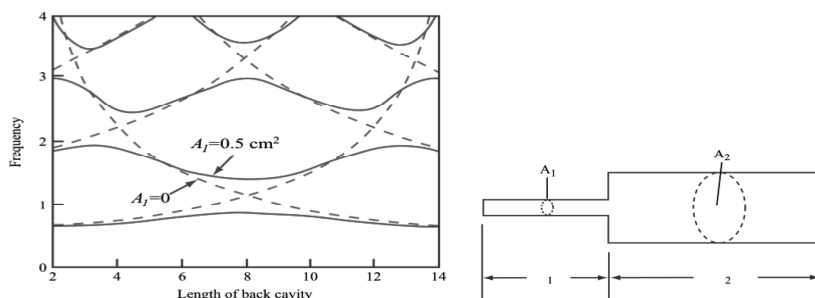 4
3
2
1
0
Frequency
A1=0.5 cm²
A1=0
2 4 6 8 10 12 14
Length of back cavity
A1
A2
1
2